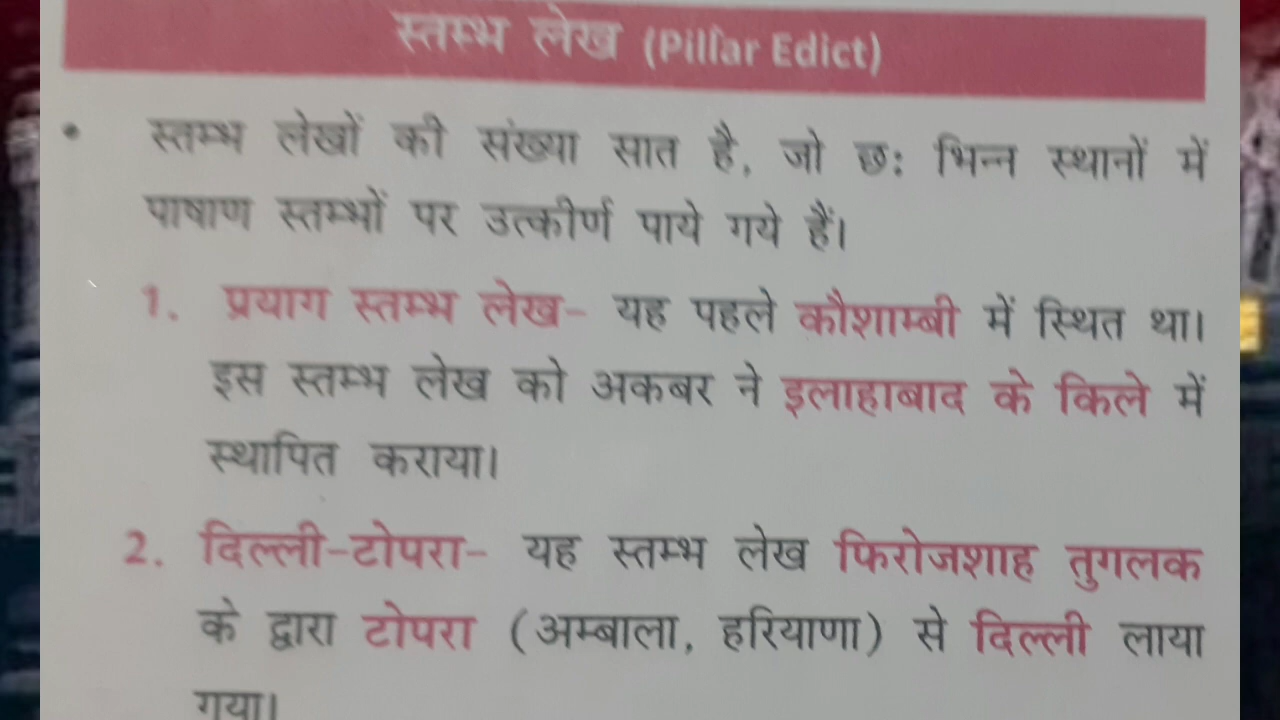 स्तम्भ लेख (Pillar Edict)
• स्तम्भ लेखों की संख्या सात है, जो छः भिन्न स्थानों में
पाषाण स्तम्भों पर उत्कीर्ण पाये गये हैं।
1. प्रयाग स्तम्भ लेख- यह पहले कौशाम्बी में स्थित था।
इस स्तम्भ लेख को अकबर ने इलाहाबाद के किले में
स्थापित कराया।
2. दिल्ली-टोपरा- यह स्तम्भ लेख फिरोजशाह तुगलक
के द्वारा टोपरा (अम्बाला, हरियाणा) से दिल्ली लाया
गया।